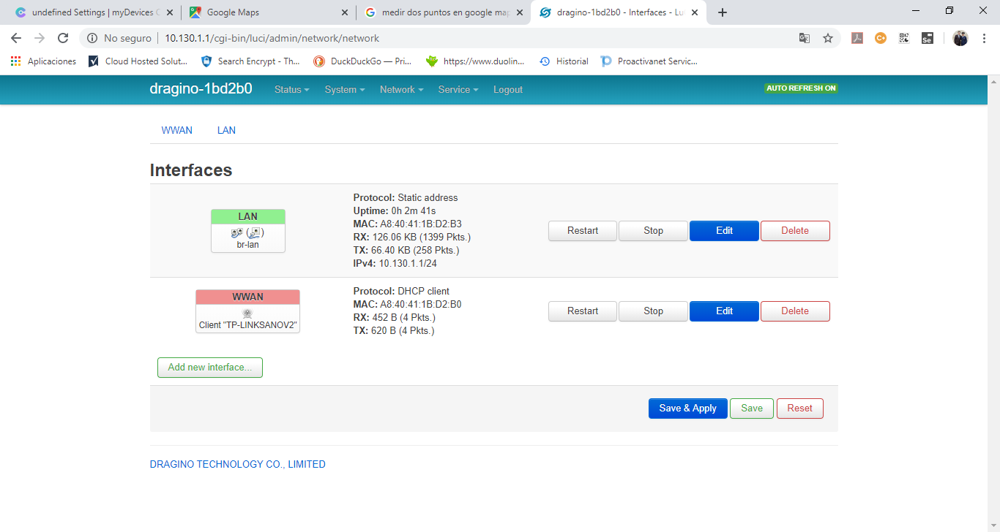 undefined Settings | myDevices C
Google Maps
medir dos puntos en google map
dragino-1bd2b0 - Interfaces - Lu
No seguro
10.130.1.1/cgi-bin/luci/admin/network/network
Aplicaciones
Cloud Hosted Solut...
Search Encrypt - Th...
DuckDuckGo — Pri...
https://www.duolin...
Historial
Proactivanet Servic...
dragino-1bd2b0
Status
System
Network
Service
Logout
AUTO REFRESH ON
WWAN
LAN
Interfaces
LAN
br-lan
Protocol: Static address
Uptime: 0h 2m 41s
MAC: A8:40:41:1B:D2:B3
RX: 126.06 KB (1399 Pkts.)
TX: 66.40 KB (258 Pkts.)
IPv4: 10.130.1.1/24
Restart
Stop
Edit
Delete
WWAN
Client "TP-LINKSANOV2"
Protocol: DHCP client
MAC: A8:40:41:1B:D2:B0
RX: 452 B (4 Pkts.)
TX: 620 B (4 Pkts.)
Restart
Stop
Edit
Delete
Add new interface...
Save & Apply
Save
Reset
DRAGINO TECHNOLOGY CO., LIMITED